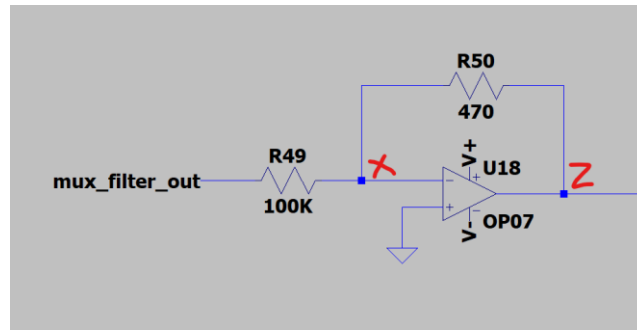 R50
470
R49
X
V+
U18
Z
mux_filter_out
-
+
100K
+
-
V-
OP07